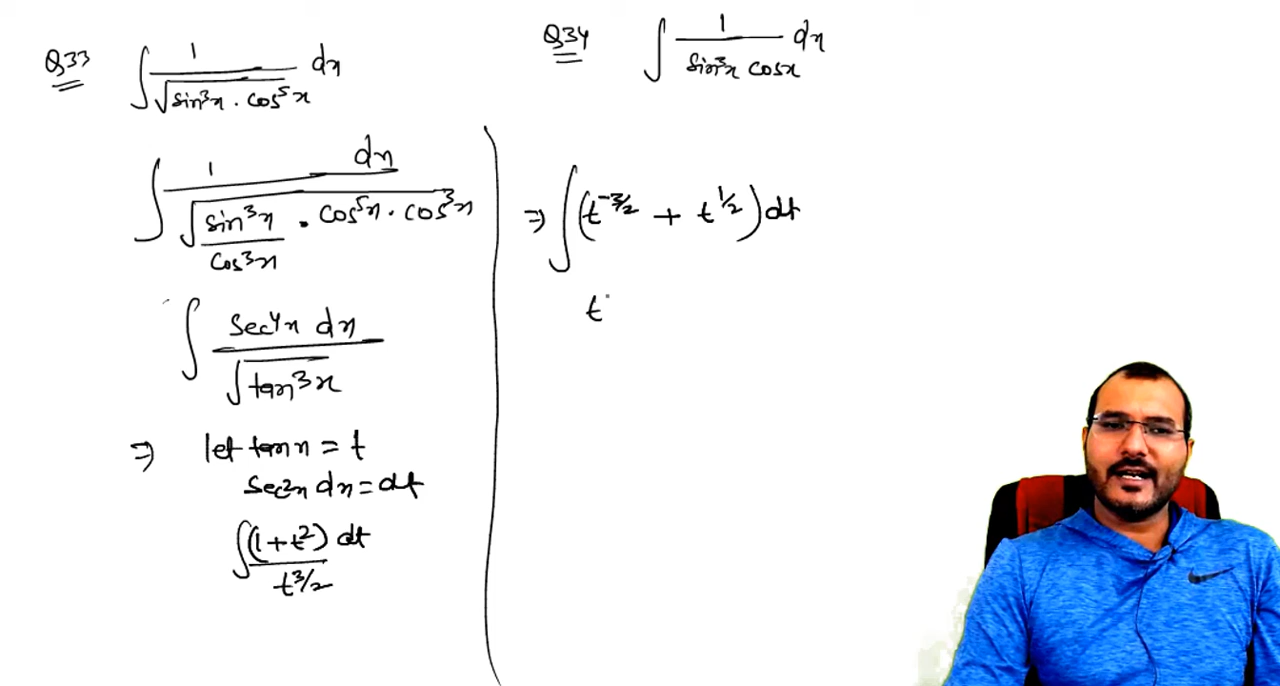 Q33 ∫ 1/√(sin³x . cos⁵x) dx
∫ 1 dx/√(sin³x/cos³x . cos⁵x . cos³x)
∫ sec⁴x dx/√(tan³x)
⇒ let tan x = t
sec²x dx = dt
∫ (1+t²) dt/t^3/2
Q34 ∫ 1/(sin³x cosx) dx
⇒ ∫ (t^-3/2 + t^1/2) dt
t